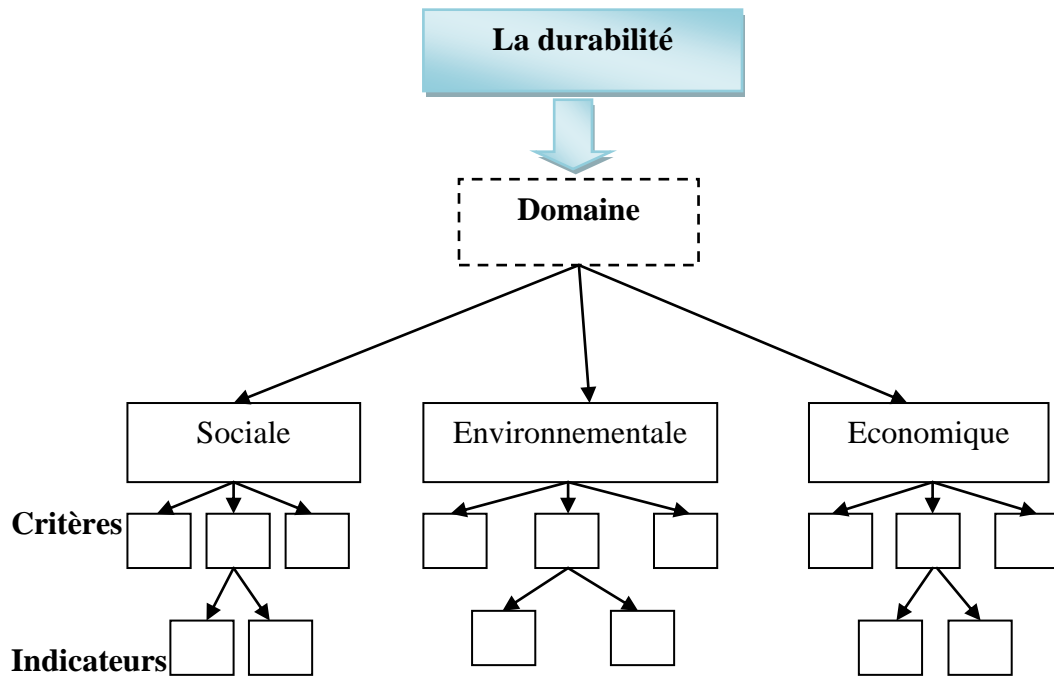 La durabilité
Domaine
Sociale
Environnementale
Economique
Critères
Indicateurs